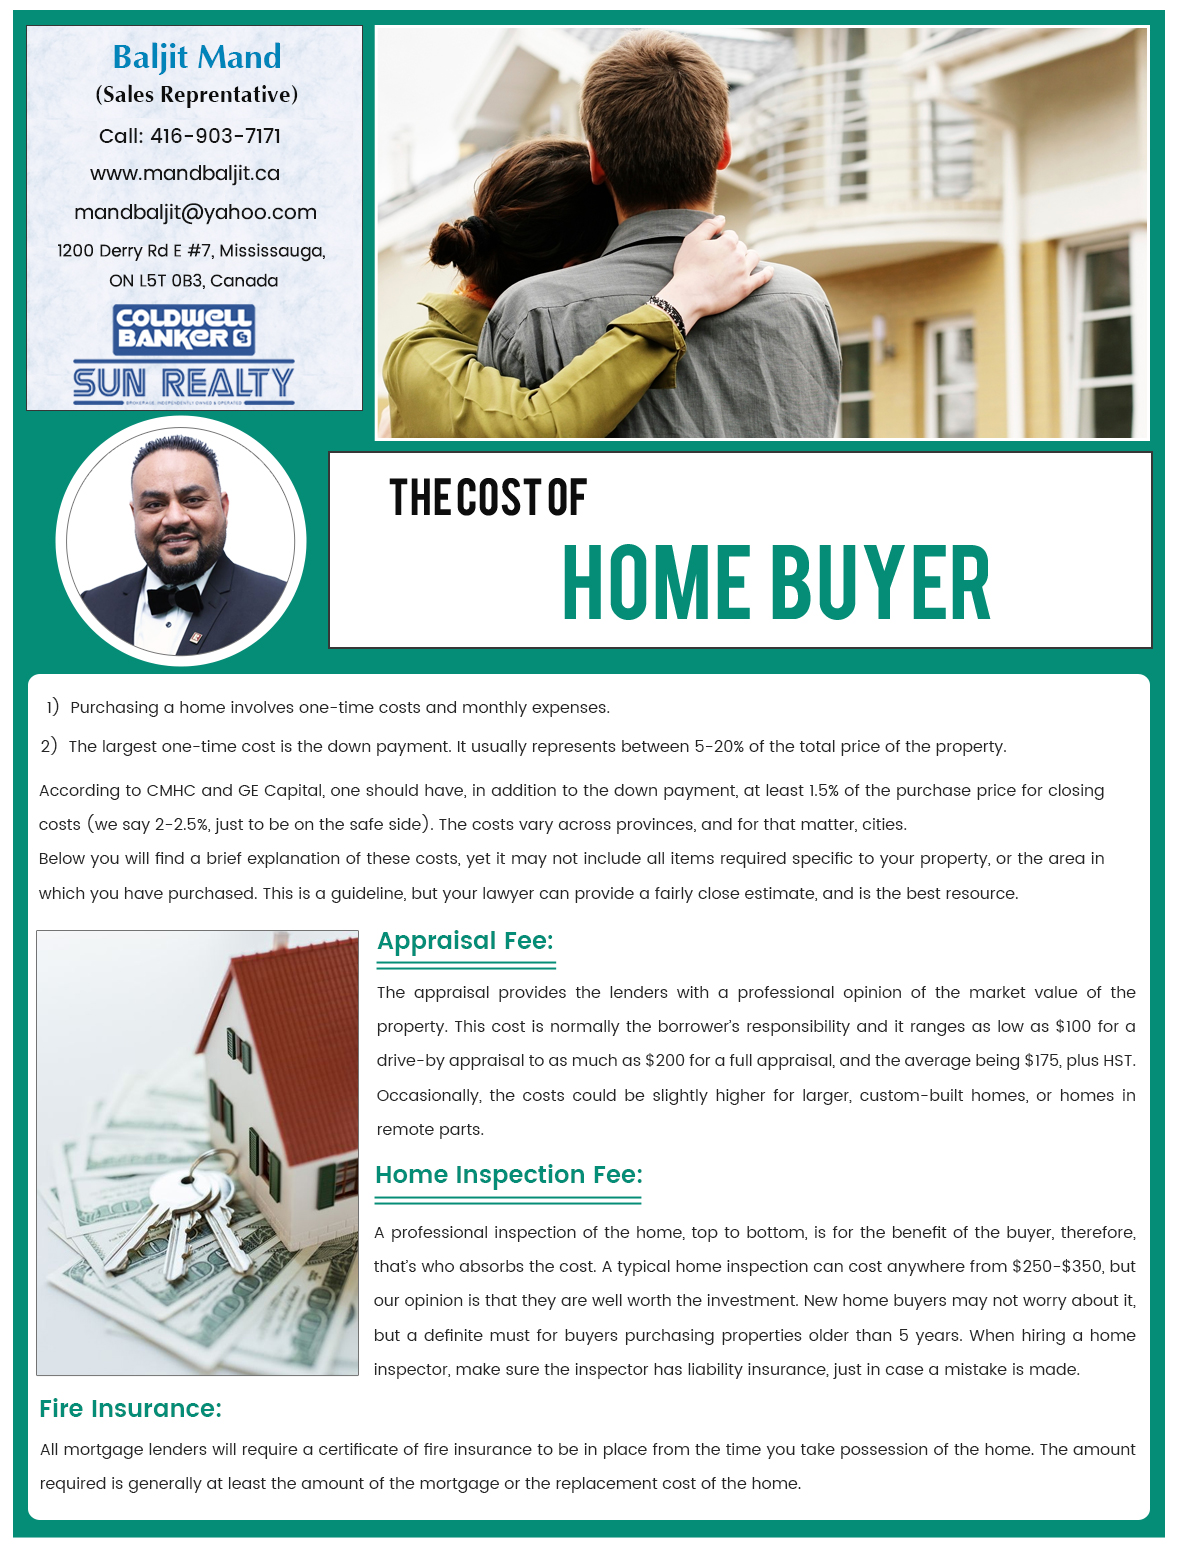 Baljit Mand
(Sales Reprentative)
Call: 416-903-7171
www.mandbaljit.ca
mandbaljit@yahoo.com
1200 Derry Rd E #7, Mississauga,
ON L5T 0B3, Canada
COLDWELL
BANKER CB
SUN REALTY
BROKERAGE, INDEPENDENTLY OWNED & OPERATED
THE COST OF
HOME BUYER
1) Purchasing a home involves one-time costs and monthly expenses.
2) The largest one-time cost is the down payment. It usually represents between 5-20% of the total price of the property.
According to CMHC and GE Capital, one should have, in addition to the down payment, at least 1.5% of the purchase price for closing
costs (we say 2-2.5%, just to be on the safe side). The costs vary across provinces, and for that matter, cities.
Below you will find a brief explanation of these costs, yet it may not include all items required specific to your property, or the area in
which you have purchased. This is a guideline, but your lawyer can provide a fairly close estimate, and is the best resource.
Appraisal Fee:
The appraisal provides the lenders with a professional opinion of the market value of the
property. This cost is normally the borrower's responsibility and it ranges as low as $100 for a
drive-by appraisal to as much as $200 for a full appraisal, and the average being $175, plus HST.
Occasionally, the costs could be slightly higher for larger, custom-built homes, or homes in
remote parts.
Home Inspection Fee:
A professional inspection of the home, top to bottom, is for the benefit of the buyer, therefore,
that's who absorbs the cost. A typical home inspection can cost anywhere from $250-$350, but
our opinion is that they are well worth the investment. New home buyers may not worry about it,
but a definite must for buyers purchasing properties older than 5 years. When hiring a home
inspector, make sure the inspector has liability insurance, just in case a mistake is made.
Fire Insurance:
All mortgage lenders will require a certificate of fire insurance to be in place from the time you take possession of the home. The amount
required is generally at least the amount of the mortgage or the replacement cost of the home.